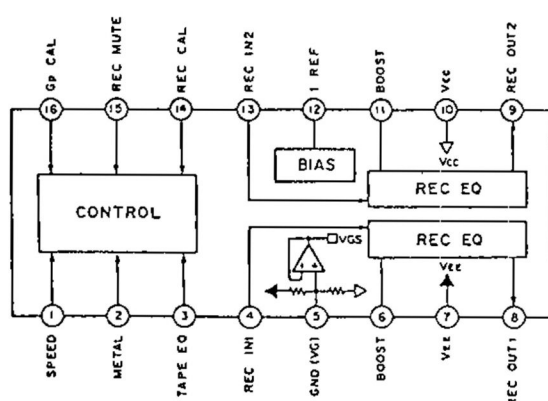 Gp CAL
REC MUTE
REC CAL
REC IN2
I REF
BOOST
Vcc
REC OUT2
16
15
14
13
12
11
10
9
BIAS
Vcc
REC EQ
CONTROL
REC EQ
VGS
VEE
1
2
3
4
5
6
7
8
SPEED
METAL
TAPE EQ
REC IN1
GND (VG)
BOOST
VEE
REC OUT1